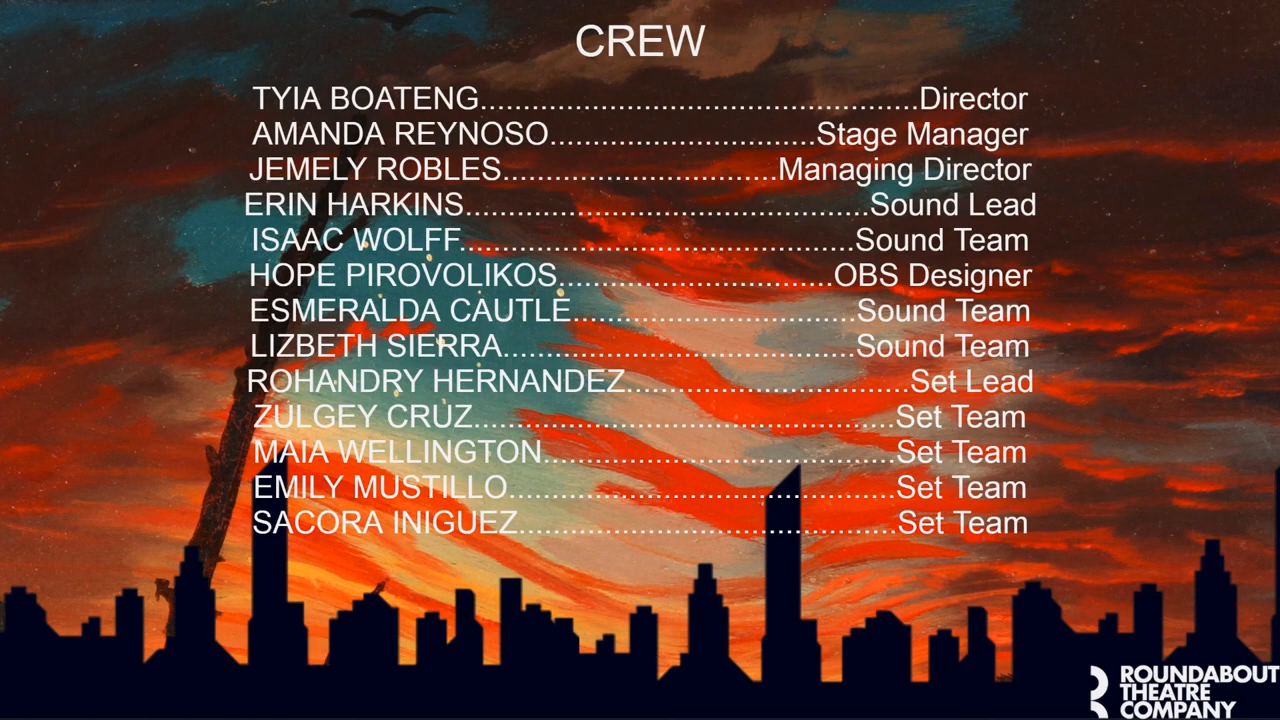 CREW
TYIA BOATENG..................................................Director
AMANDA REYNOSO..............................Stage Manager
JEMELY ROBLES...............................Managing Director
ERIN HARKINS..............................................Sound Lead
ISAAC WOLFF.............................................Sound Team
HOPE PIROVOLIKOS...............................OBS Designer
ESMERALDA CAUTLE................................Sound Team
LIZBETH SIERRA........................................Sound Team
ROHANDRY HERNANDEZ................................Set Lead
ZULGEY CRUZ................................................Set Team
MAIA WELLINGTON........................................Set Team
EMILY MUSTILLO............................................Set Team
SACORA INIGUEZ...........................................Set Team
ROUNDABOUT
THEATRE
COMPANY